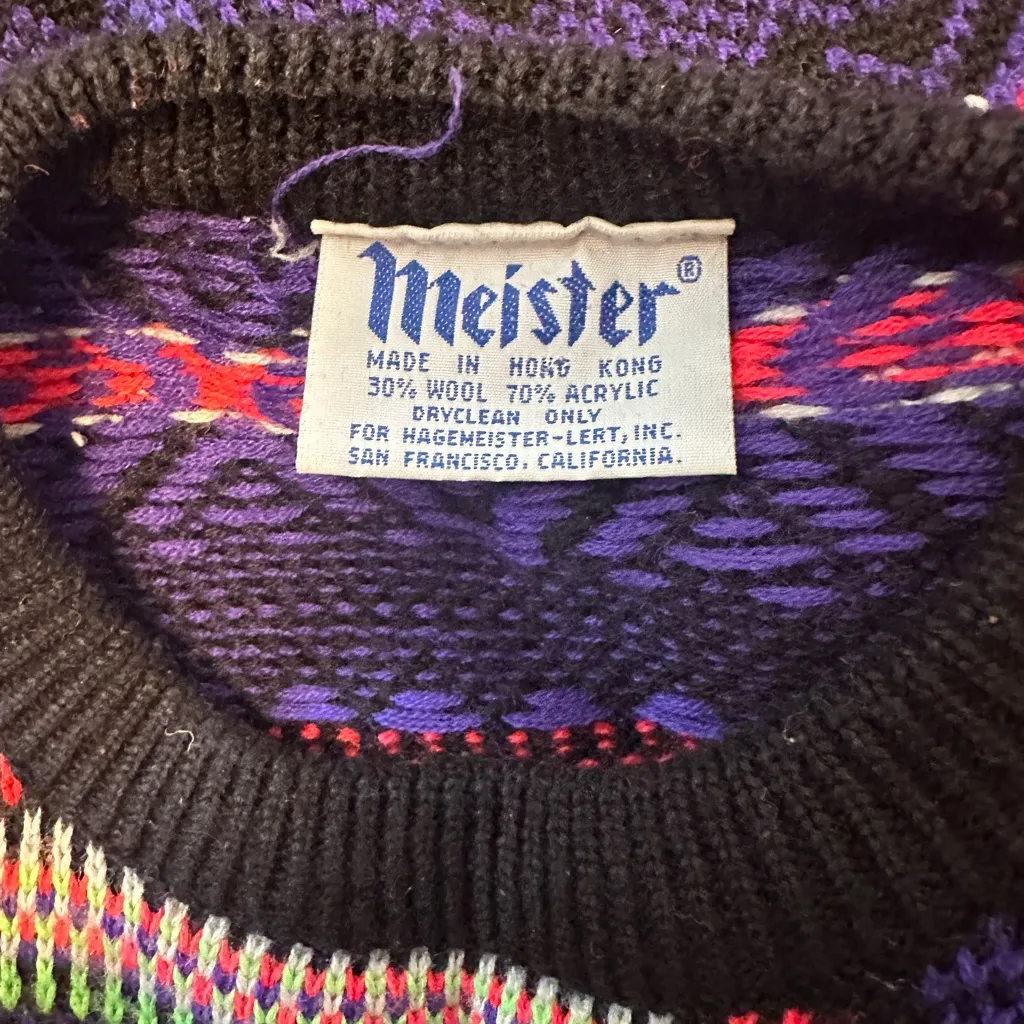 Meister®
MADE IN HONG KONG
30% WOOL 70% ACRYLIC
DRYCLEAN ONLY
FOR HAGEMEISTER-LERT, INC.
SAN FRANCISCO, CALIFORNIA.